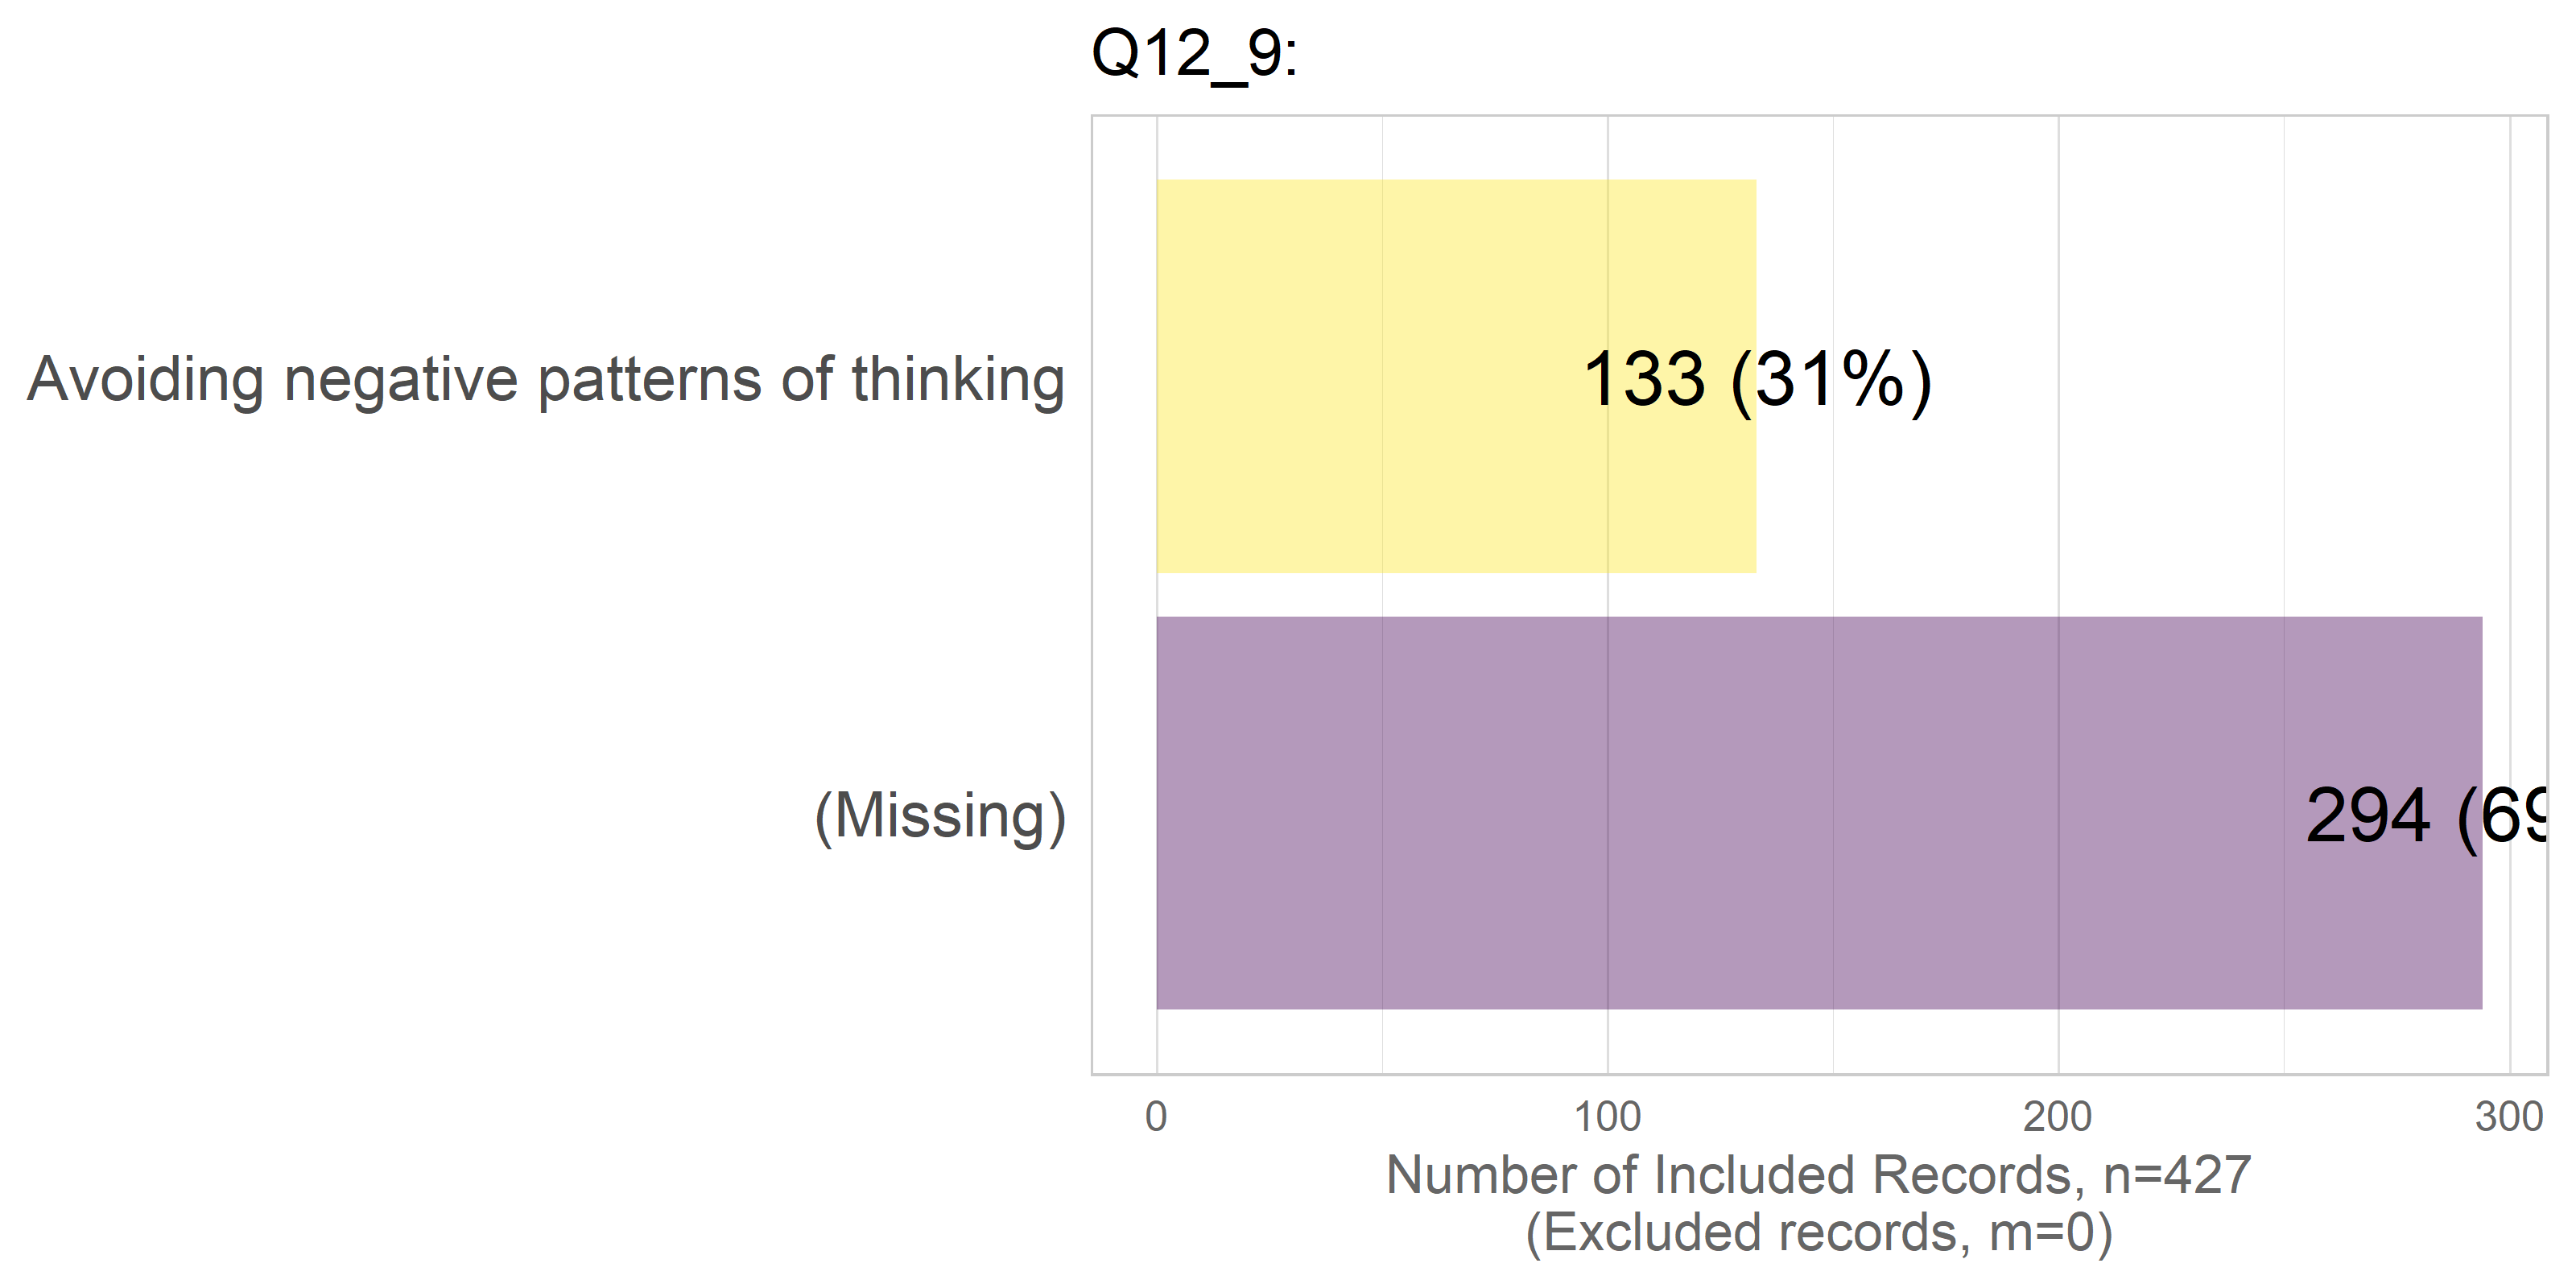 Q12_9:
Avoiding negative patterns of thinking
133 (31%)
(Missing)
294 (69
0 100 200 300
Number of Included Records, n=427
(Excluded records, m=0)